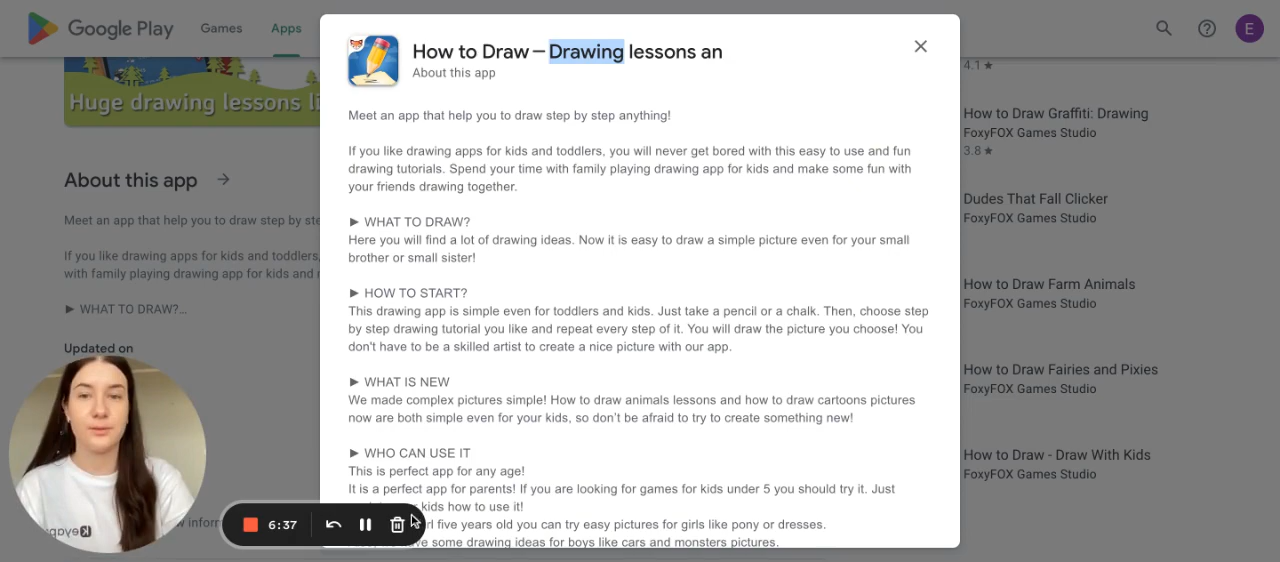 Google Play
Games
Apps
E
Huge drawing lessons li
How to Draw – Drawing lessons an
About this app
Meet an app that help you to draw step by step anything!
If you like drawing apps for kids and toddlers, you will never get bored with this easy to use and fun
drawing tutorials. Spend your time with family playing drawing app for kids and make some fun with
your friends drawing together.
► WHAT TO DRAW?
Here you will find a lot of drawing ideas. Now it is easy to draw a simple picture even for your small
brother or small sister!
► HOW TO START?
This drawing app is simple even for toddlers and kids. Just take a pencil or a chalk. Then, choose step
by step drawing tutorial you like and repeat every step of it. You will draw the picture you choose! You
don't have to be a skilled artist to create a nice picture with our app.
► WHAT IS NEW
We made complex pictures simple! How to draw animals lessons and how to draw cartoons pictures
now are both simple even for your kids, so don't be afraid to try to create something new!
► WHO CAN USE IT
This is perfect app for any age!
It is a perfect app for parents! If you are looking for games for kids under 5 you should try it. Just
kids how to use it!
five years old you can try easy pictures for girls like pony or dresses.
some drawing ideas for boys like cars and monsters pictures.
About this app →
Meet an app that help you to draw step by ste
If you like drawing apps for kids and toddlers,
with family playing drawing app for kids and
► WHAT TO DRAW?...
Updated on
6:37
4.1 ★
How to Draw Graffiti: Drawing
FoxyFOX Games Studio
3.8 ★
Dudes That Fall Clicker
FoxyFOX Games Studio
How to Draw Farm Animals
FoxyFOX Games Studio
How to Draw Fairies and Pixies
FoxyFOX Games Studio
How to Draw - Draw With Kids
FoxyFOX Games Studio